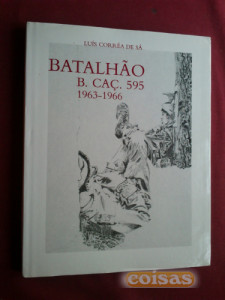 LUÍS CORRÊA DE SÁ
BATALHÃO
B. CAÇ. 595
1963-1966
coisas